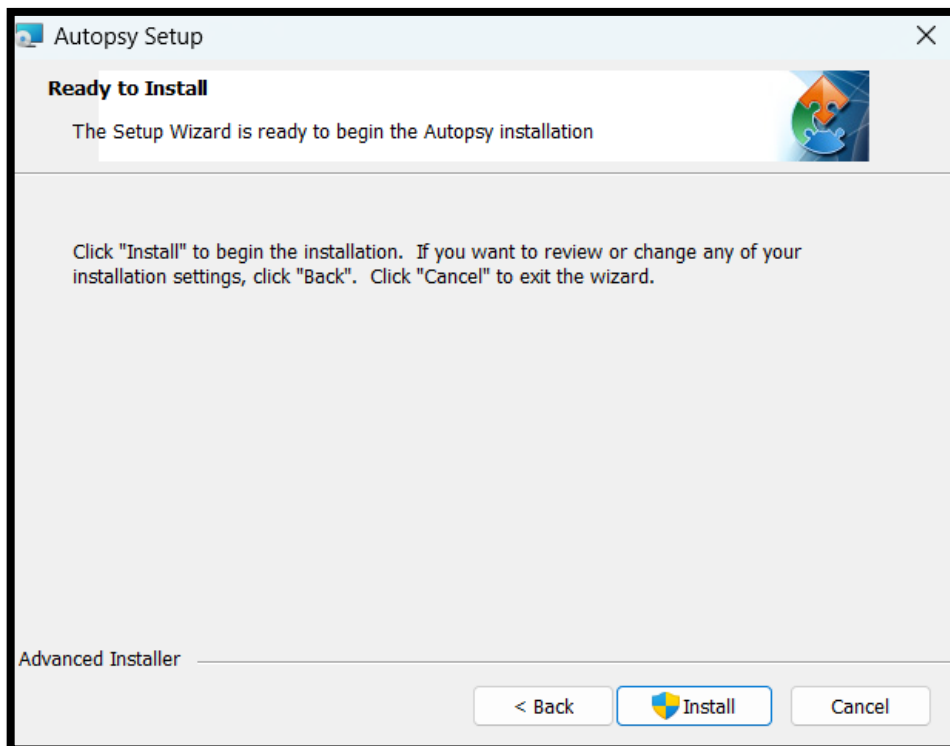 Autopsy Setup
Ready to Install
The Setup Wizard is ready to begin the Autopsy installation
Click "Install" to begin the installation.  If you want to review or change any of your
installation settings, click "Back".  Click "Cancel" to exit the wizard.
Advanced Installer
< Back
Install
Cancel